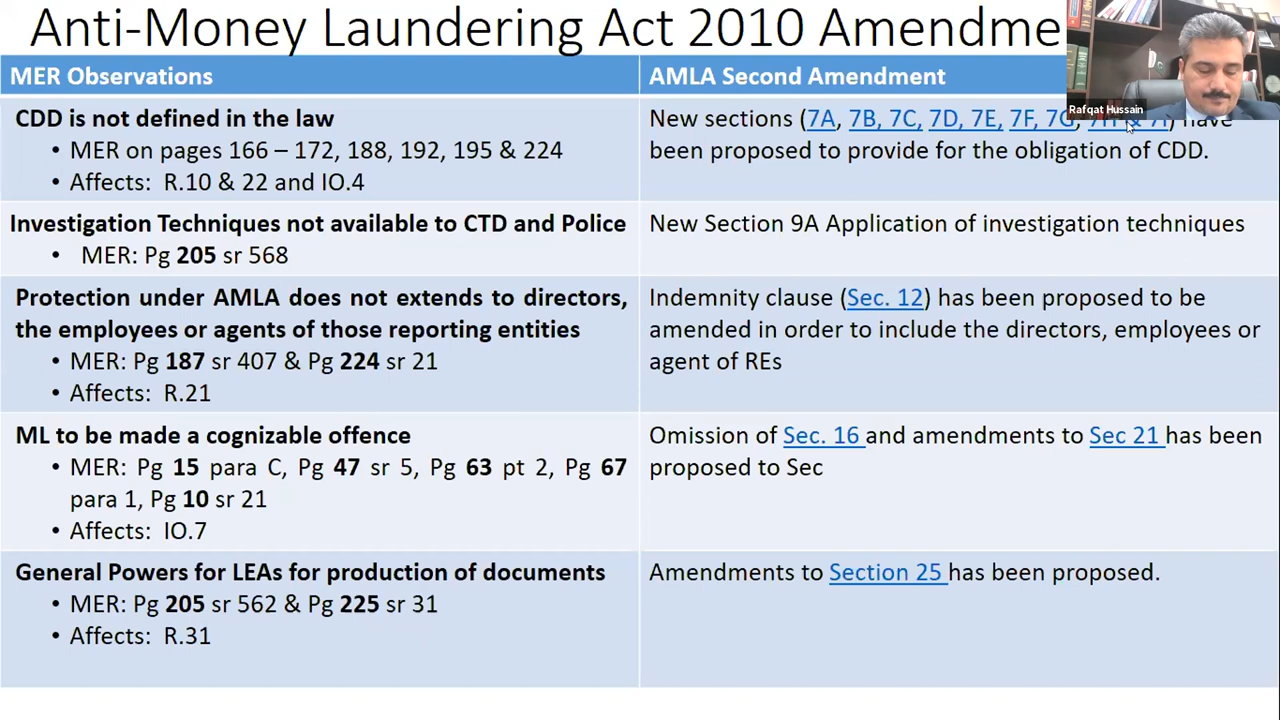 Anti-Money Laundering Act 2010 Amendme
Rafqat Hussain
MER Observations
AMLA Second Amendment
CDD is not defined in the law
• MER on pages 166 – 172, 188, 192, 195 & 224
• Affects: R.10 & 22 and IO.4
New sections (7A, 7B, 7C, 7D, 7E, 7F, 7G, 7H & 7I) have
been proposed to provide for the obligation of CDD.
Investigation Techniques not available to CTD and Police
• MER: Pg 205 sr 568
New Section 9A Application of investigation techniques
Protection under AMLA does not extends to directors,
the employees or agents of those reporting entities
• MER: Pg 187 sr 407 & Pg 224 sr 21
• Affects: R.21
Indemnity clause (Sec. 12) has been proposed to be
amended in order to include the directors, employees or
agent of REs
ML to be made a cognizable offence
• MER: Pg 15 para C, Pg 47 sr 5, Pg 63 pt 2, Pg 67
para 1, Pg 10 sr 21
• Affects: IO.7
Omission of Sec. 16 and amendments to Sec 21 has been
proposed to Sec
General Powers for LEAs for production of documents
• MER: Pg 205 sr 562 & Pg 225 sr 31
• Affects: R.31
Amendments to Section 25 has been proposed.